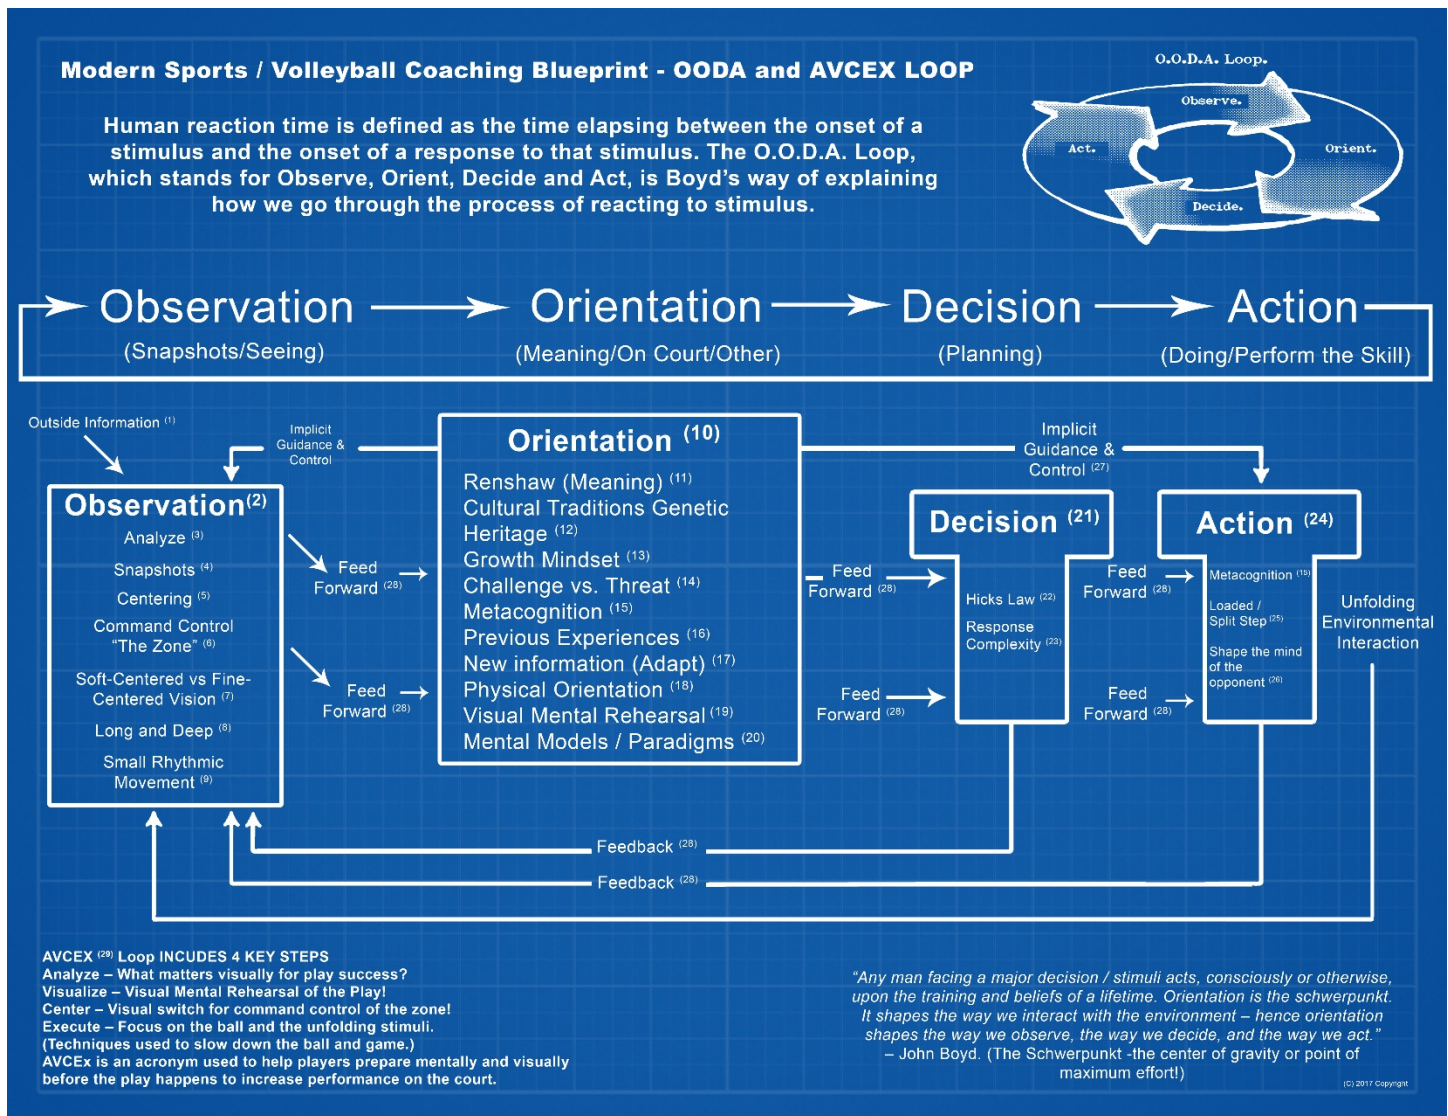 Modern Sports / Volleyball Coaching Blueprint - OODA and AVCEX LOOP
Human reaction time is defined as the time elapsing between the onset of a
stimulus and the onset of a response to that stimulus. The O.O.D.A. Loop,
which stands for Observe, Orient, Decide and Act, is Boyd's way of explaining
how we go through the process of reacting to stimulus.
O.O.D.A. Loop.
Observe.
Act.
Orient.
Decide.
Observation
Orientation
Decision
Action
(Snapshots/Seeing)
(Meaning/On Court/Other)
(Planning)
(Doing/Perform the Skill)
Outside Information (1)
Implicit
Guidance &
Control
Observation(2)
Analyze (3)
Snapshots (4)
Centering (5)
Command Control
"The Zone" (6)
Soft-Centered vs Fine-
Centered Vision (7)
Long and Deep (8)
Small Rhythmic
Movement (9)
Feed
Forward (28)
Feed
Forward (28)
Orientation (10)
Renshaw (Meaning) (11)
Cultural Traditions Genetic
Heritage (12)
Growth Mindset (13)
Challenge vs. Threat (14)
Metacognition (15)
Previous Experiences (16)
New information (Adapt) (17)
Physical Orientation (18)
Visual Mental Rehearsal (19)
Mental Models / Paradigms (20)
Implicit
Guidance &
Control (27)
Feed
Forward (28)
Feed
Forward (28)
Decision (21)
Hicks Law (22)
Response
Complexity (23)
Feed
Forward (28)
Feed
Forward (28)
Action (24)
Metacognition (15)
Loaded /
Split Step (25)
Shape the mind
of the
opponent (26)
Unfolding
Environmental
Interaction
Feedback (28)
Feedback (28)
AVCEX (29) Loop INCLUDES 4 KEY STEPS
Analyze – What matters visually for play success?
Visualize – Visual Mental Rehearsal of the Play!
Center – Visual switch for command control of the zone!
Execute – Focus on the ball and the unfolding stimuli.
(Techniques used to slow down the ball and game.)
AVCEx is an acronym used to help players prepare mentally and visually
before the play happens to increase performance on the court.
"Any man facing a major decision / stimuli acts, consciously or otherwise,
upon the training and beliefs of a lifetime. Orientation is the schwerpunkt.
It shapes the way we interact with the environment – hence orientation
shapes the way we observe, the way we decide, and the way we act."
– John Boyd. (The Schwerpunkt -the center of gravity or point of
maximum effort!)
(C) 2017 Copyright